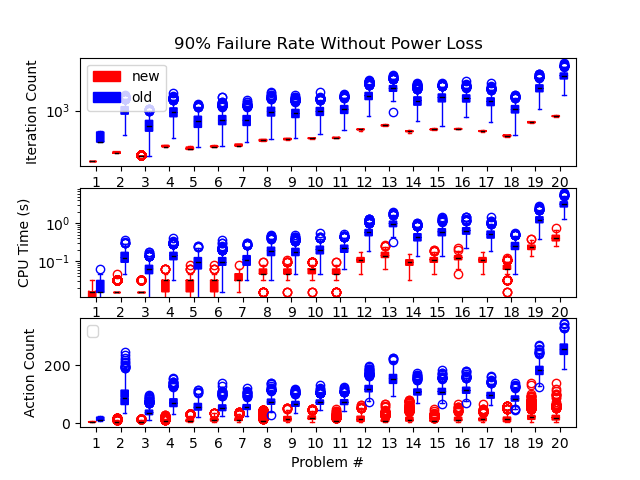 90% Failure Rate Without Power Loss
Iteration Count
new
old
10³
1 2 3 4 5 6 7 8 9 10 11 12 13 14 15 16 17 18 19 20
CPU Time (s)
10⁰
10⁻¹
1 2 3 4 5 6 7 8 9 10 11 12 13 14 15 16 17 18 19 20
Action Count
200
0
1 2 3 4 5 6 7 8 9 10 11 12 13 14 15 16 17 18 19 20
Problem #